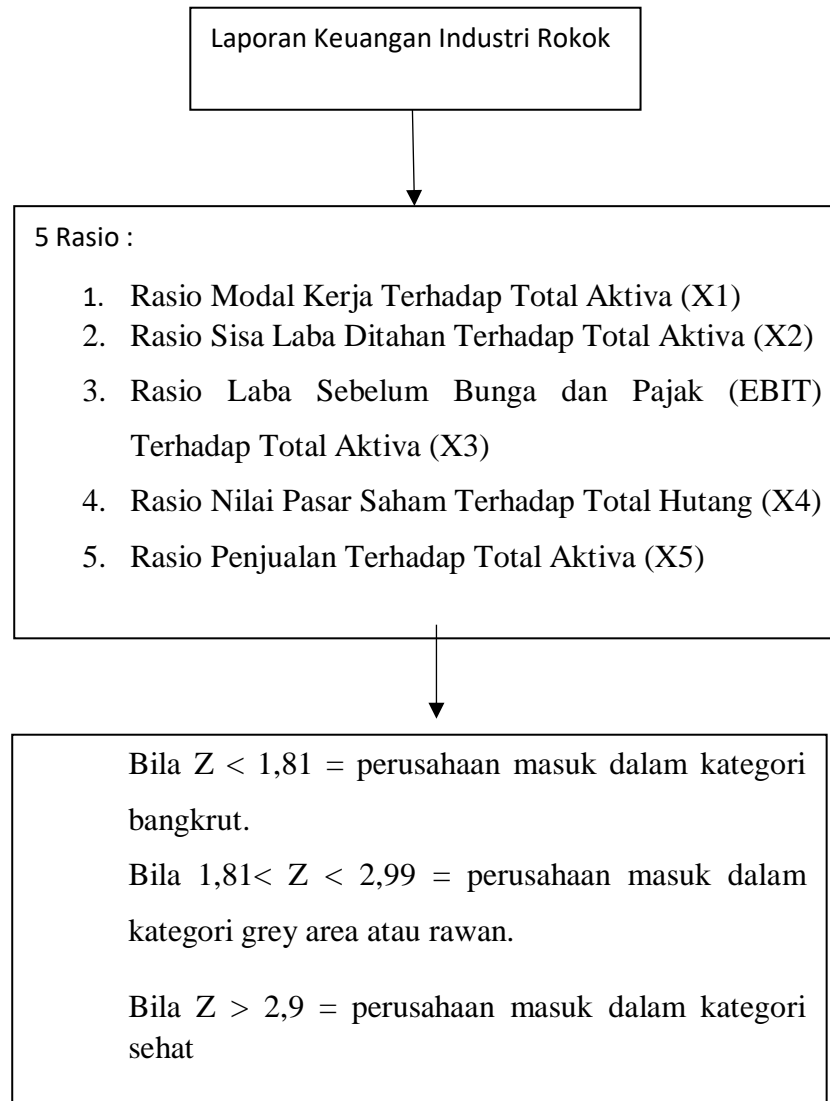 Laporan Keuangan Industri Rokok
5 Rasio :
1. Rasio Modal Kerja Terhadap Total Aktiva (X1)
2. Rasio Sisa Laba Ditahan Terhadap Total Aktiva (X2)
3. Rasio Laba Sebelum Bunga dan Pajak (EBIT)
Terhadap Total Aktiva (X3)
4. Rasio Nilai Pasar Saham Terhadap Total Hutang (X4)
5. Rasio Penjualan Terhadap Total Aktiva (X5)
Bila Z < 1,81 = perusahaan masuk dalam kategori
bangkrut.
Bila 1,81< Z < 2,99 = perusahaan masuk dalam
kategori grey area atau rawan.
Bila Z > 2,9 = perusahaan masuk dalam kategori
sehat